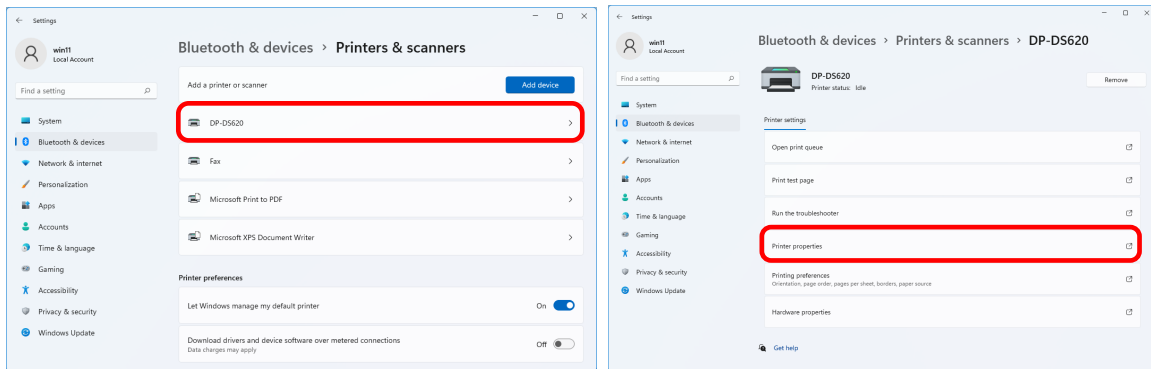 Settings
win11
Local Account
Find a setting
System
Bluetooth & devices
Network & internet
Personalization
Apps
Accounts
Time & language
Gaming
Accessibility
Privacy & security
Windows Update
Bluetooth & devices > Printers & scanners
Add a printer or scanner
Add device
DP-DS620
Fax
Microsoft Print to PDF
Microsoft XPS Document Writer
Printer preferences
Let Windows manage my default printer
On
Download drivers and device software over metered connections
Data charges may apply
Off
Settings
win11
Local Account
Find a setting
System
Bluetooth & devices
Network & internet
Personalization
Apps
Accounts
Time & language
Gaming
Accessibility
Privacy & security
Windows Update
Bluetooth & devices > Printers & scanners > DP-DS620
DP-DS620
Printer status: Idle
Remove
Printer settings
Open print queue
Print test page
Run the troubleshooter
Printer properties
Printing preferences
Orientation, page order, pages per sheet, borders, paper source
Hardware properties
Get help